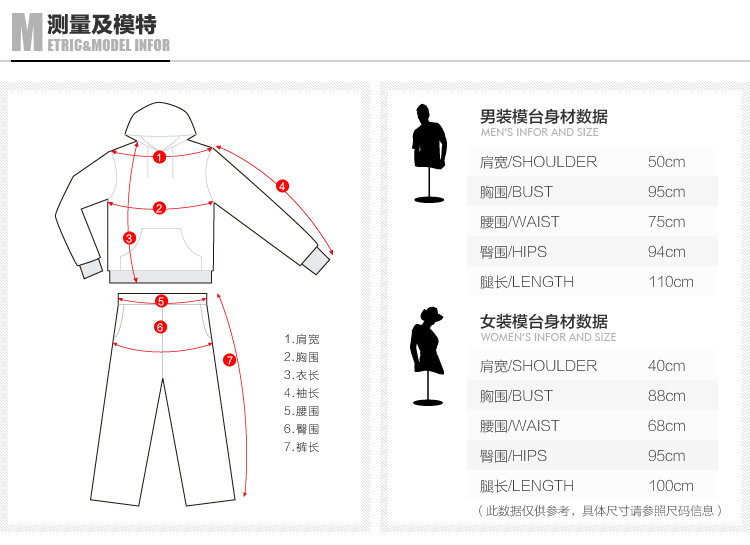 M 测量及模特
ETRIC&MODEL INFOR
1
2
3
4
5
6
7
1.肩宽
2.胸围
3.衣长
4.袖长
5.腰围
6.臀围
7.裤长
男装模台身材数据
MEN'S INFOR AND SIZE
肩宽/SHOULDER 50cm
胸围/BUST 95cm
腰围/WAIST 75cm
臀围/HIPS 94cm
腿长/LENGTH 110cm
女装模台身材数据
WOMEN'S INFOR AND SIZE
肩宽/SHOULDER 40cm
胸围/BUST 88cm
腰围/WAIST 68cm
臀围/HIPS 95cm
腿长/LENGTH 100cm
（此数据仅供参考，具体尺寸请参照尺码信息）